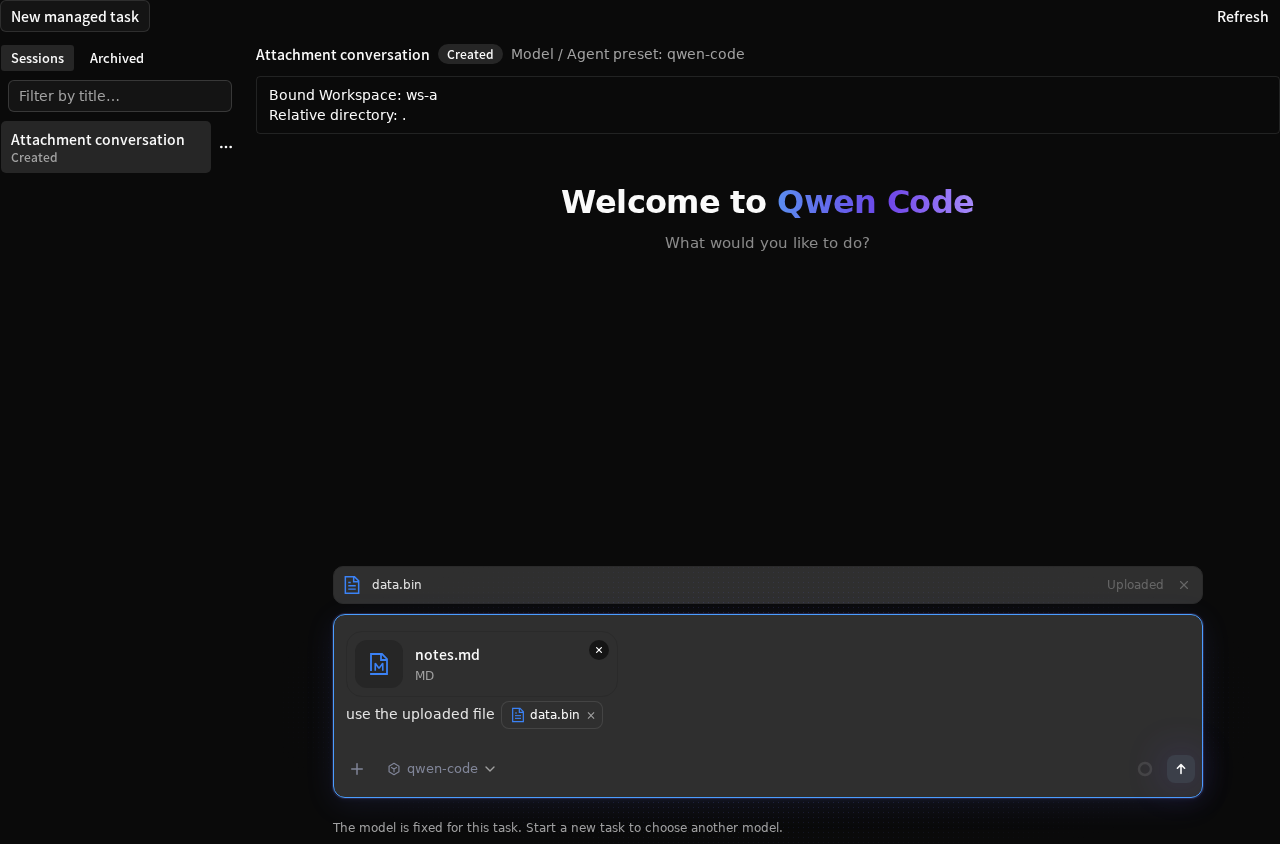 New managed task
Refresh
Sessions
Archived
Filter by title...
Attachment conversation
Created
...
Attachment conversation
Created
Model / Agent preset: qwen-code
Bound Workspace: ws-a
Relative directory: .
Welcome to Qwen Code
What would you like to do?
data.bin
Uploaded
notes.md
MD
use the uploaded file data.bin
qwen-code
The model is fixed for this task. Start a new task to choose another model.